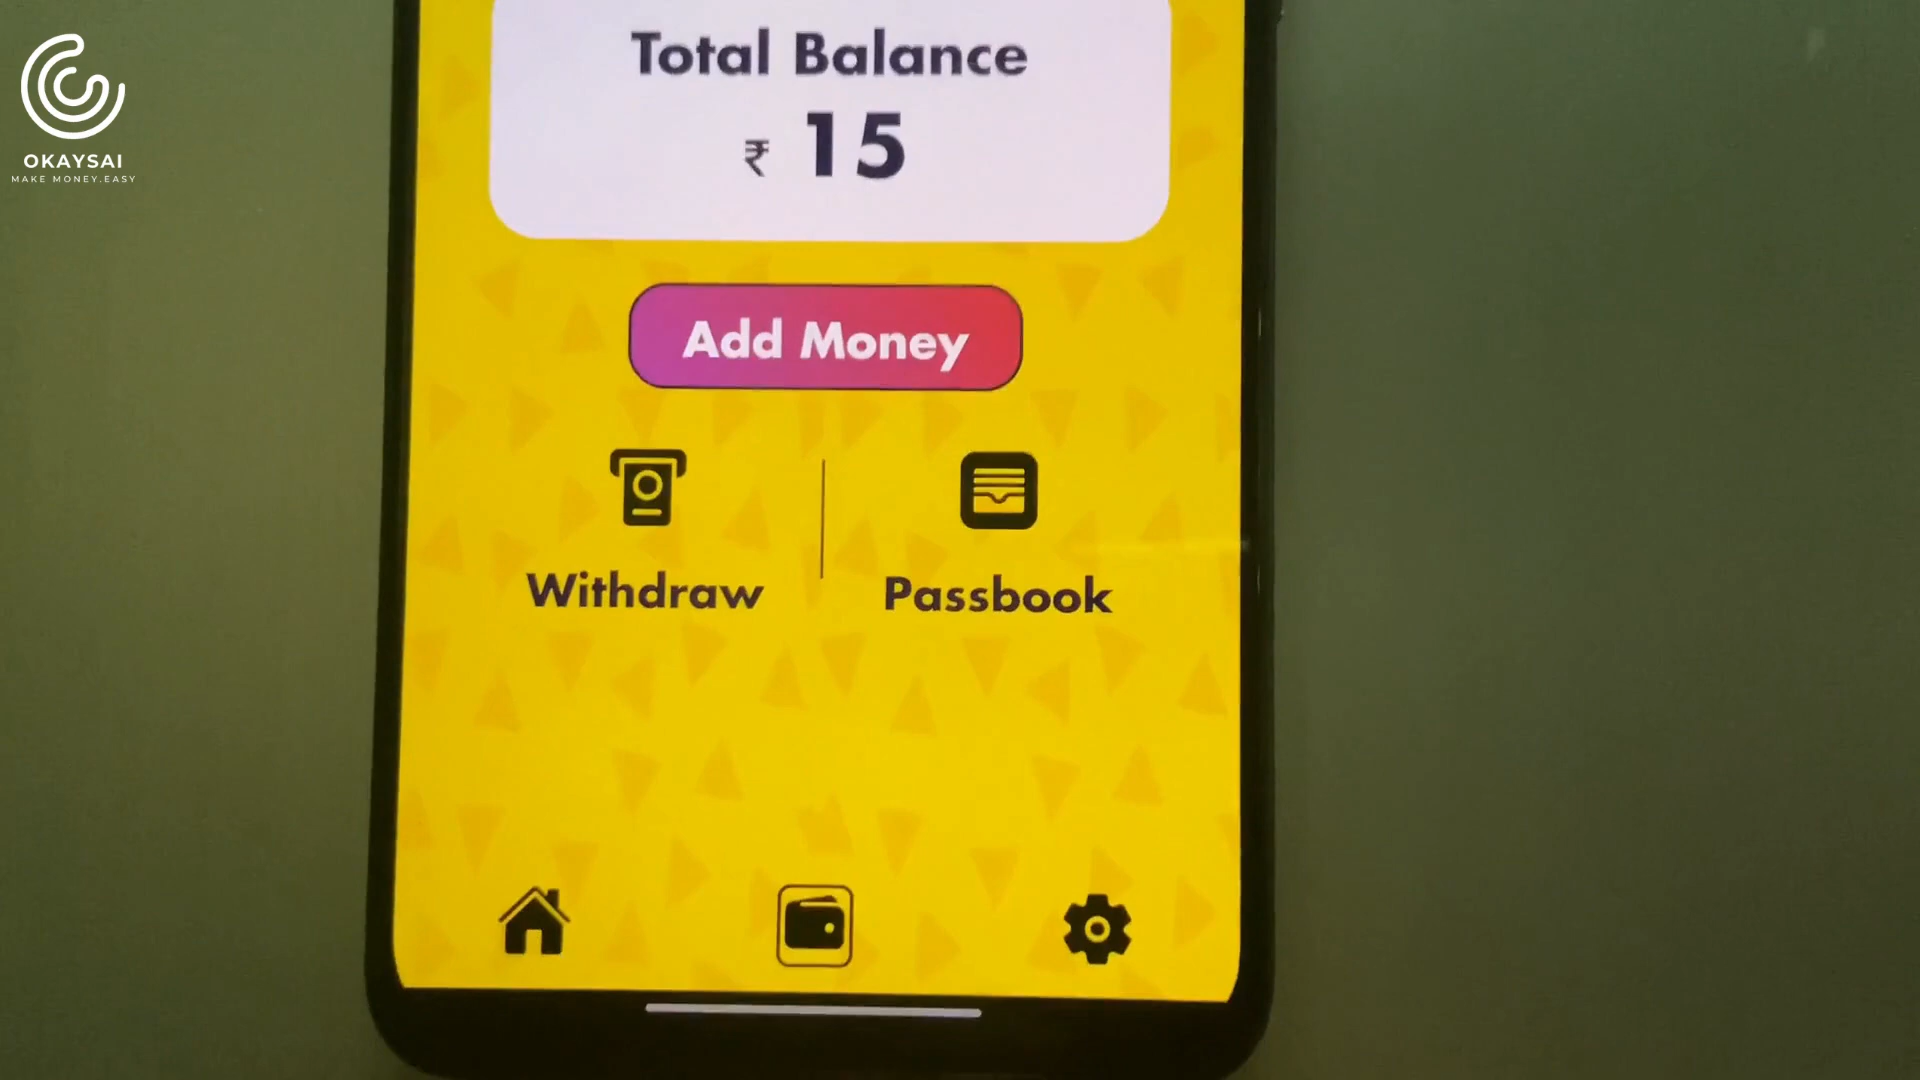 OKAYSAI
MAKE MONEY.EASY
Total Balance
₹ 15
Add Money
Withdraw
Passbook